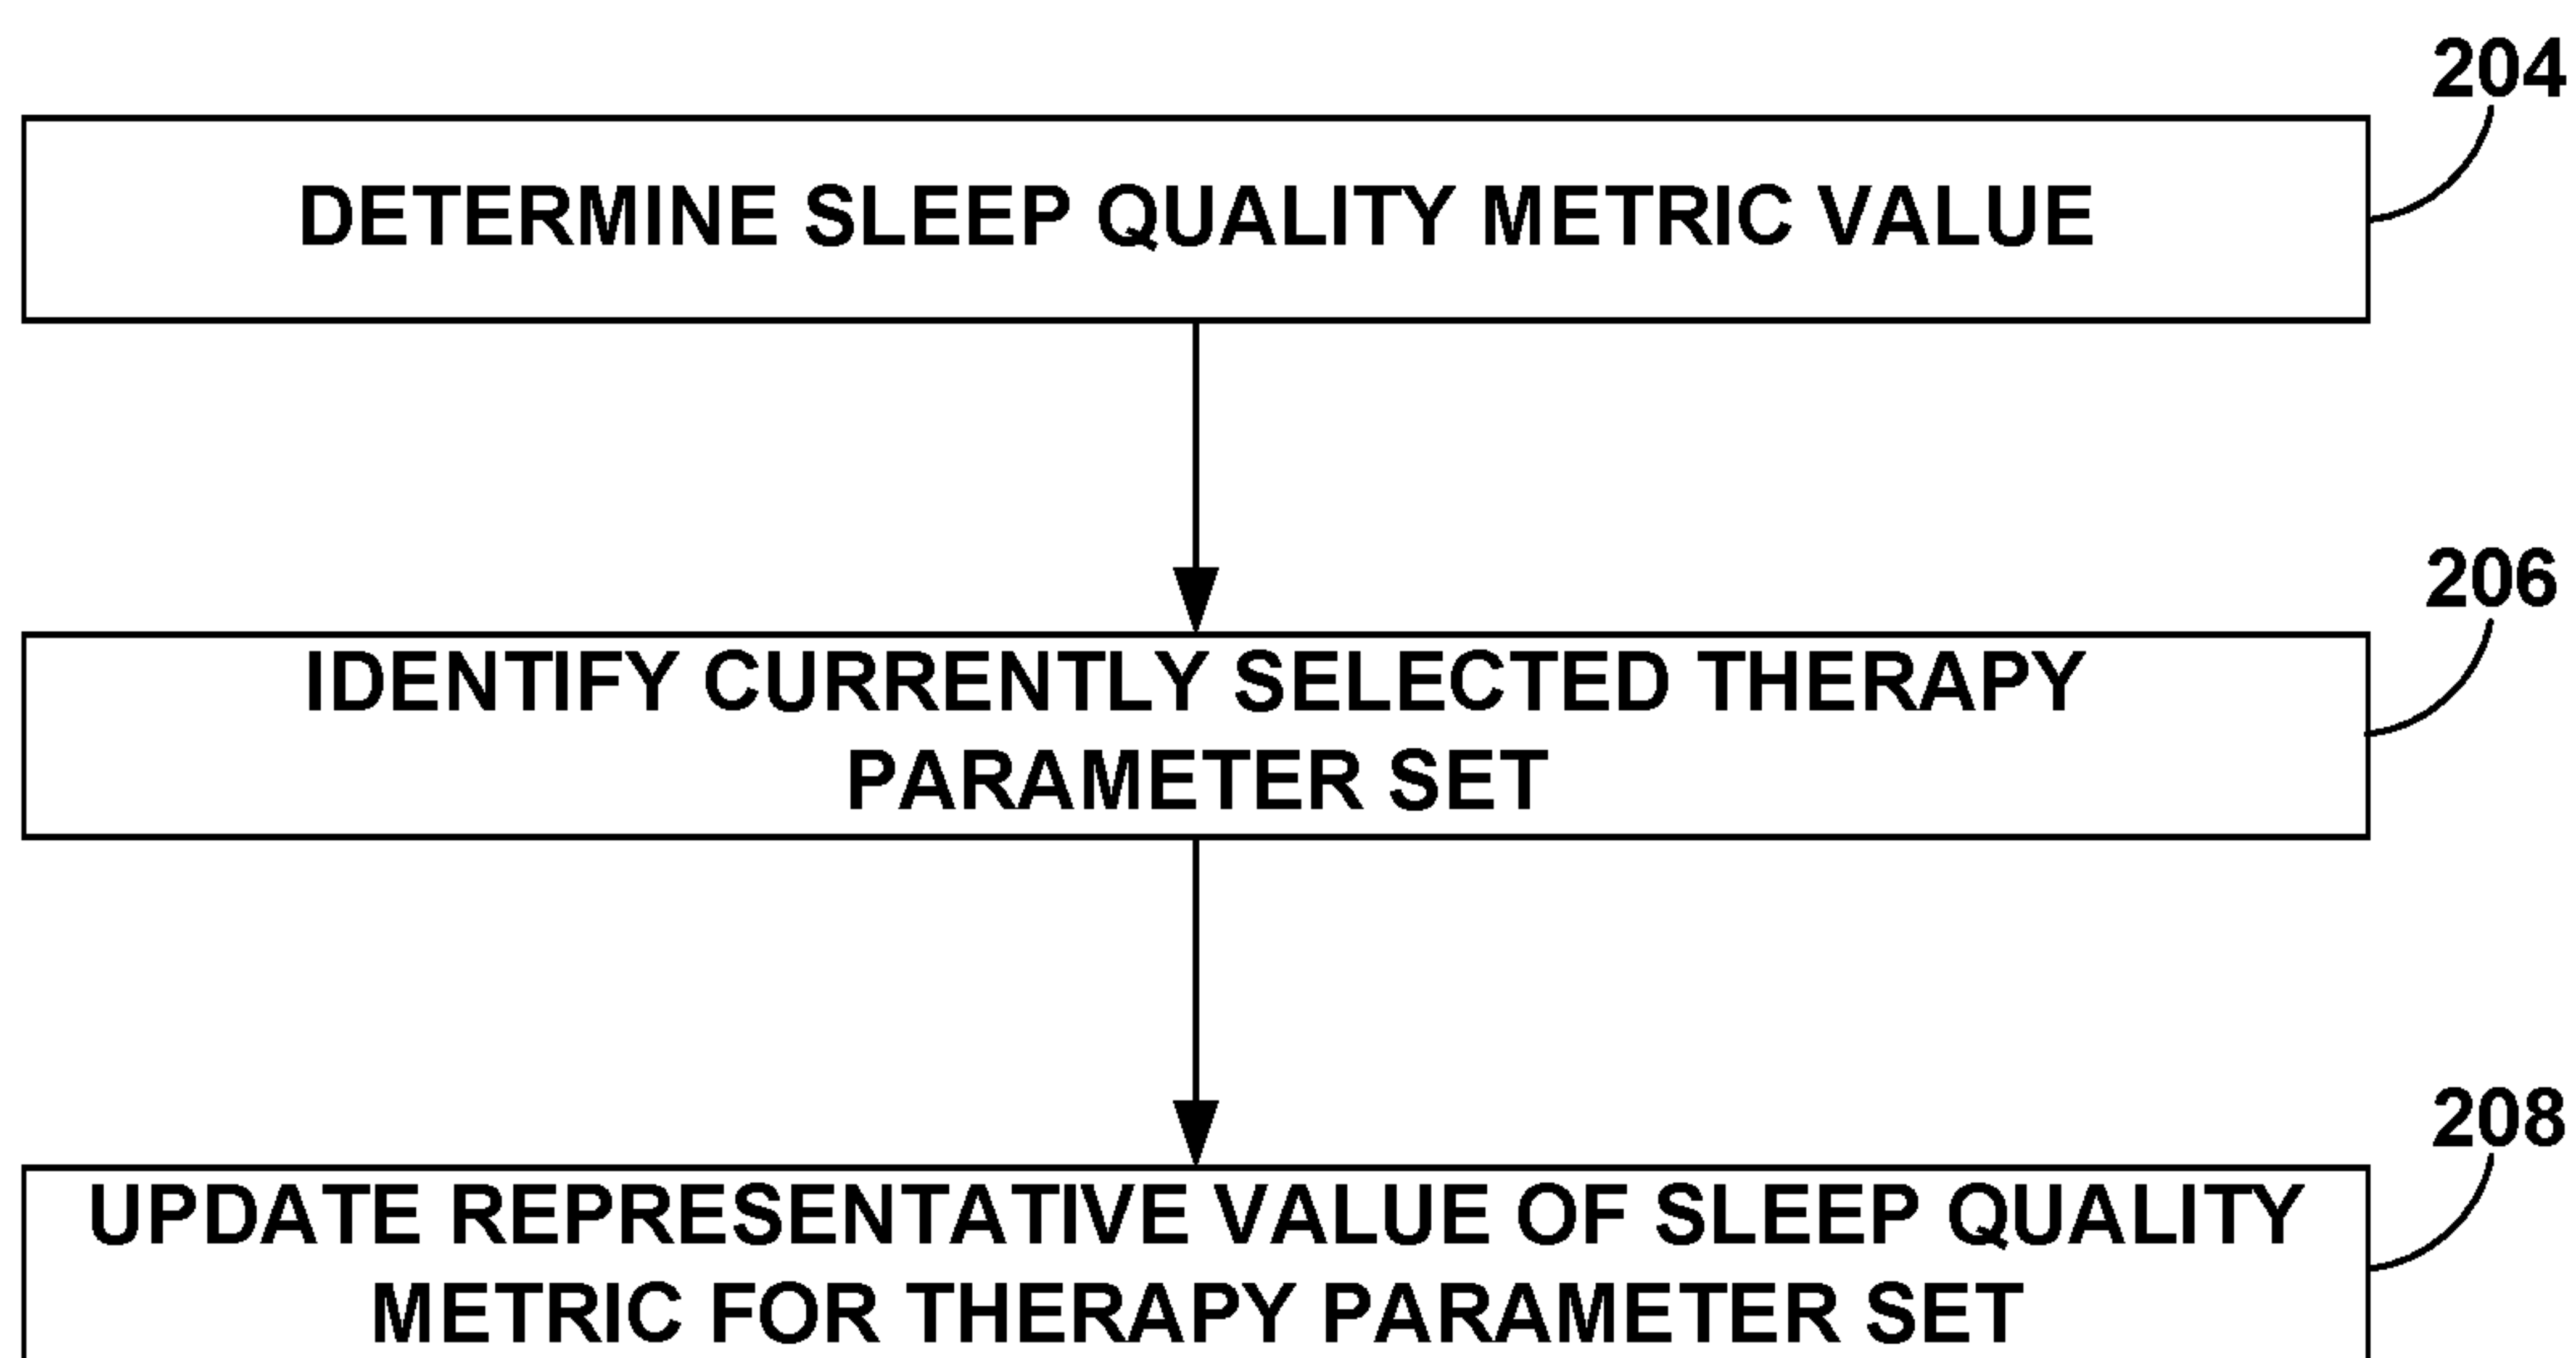 204
DETERMINE SLEEP QUALITY METRIC VALUE
206
IDENTIFY CURRENTLY SELECTED THERAPY
PARAMETER SET
208
UPDATE REPRESENTATIVE VALUE OF SLEEP QUALITY
METRIC FOR THERAPY PARAMETER SET